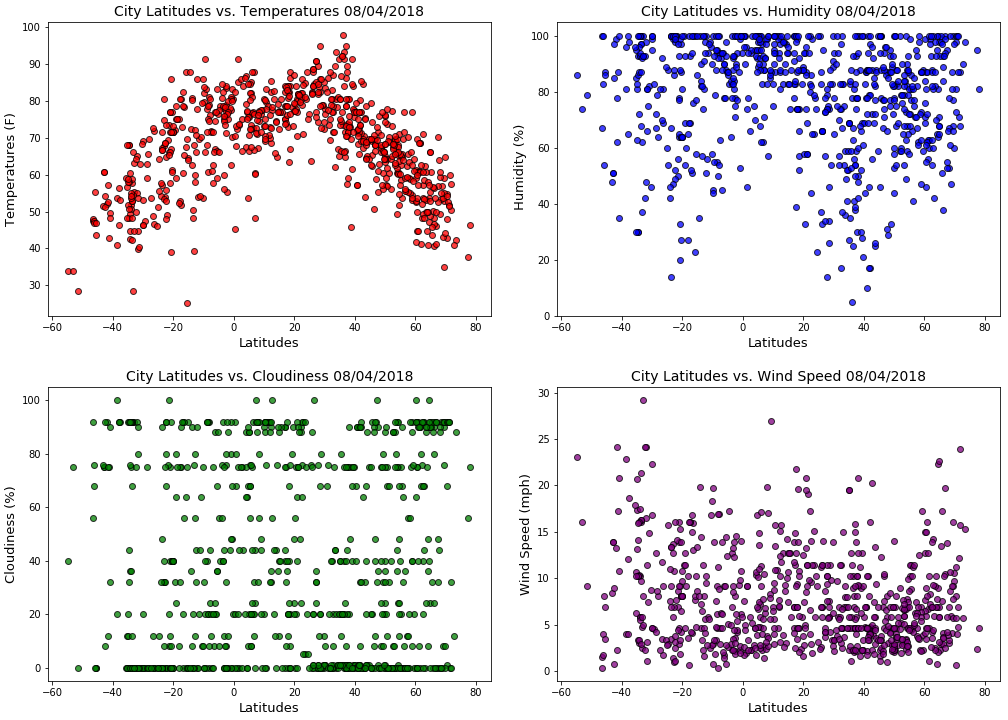 City Latitudes vs. Temperatures 08/04/2018
100
90
80
70
60
50
40
30
Temperatures (F)
−60 −40 −20 0 20 40 60 80
Latitudes
City Latitudes vs. Humidity 08/04/2018
100
80
60
40
20
0
Humidity (%)
−60 −40 −20 0 20 40 60 80
Latitudes
City Latitudes vs. Cloudiness 08/04/2018
100
80
60
40
20
0
Cloudiness (%)
−60 −40 −20 0 20 40 60 80
Latitudes
City Latitudes vs. Wind Speed 08/04/2018
30
25
20
15
10
5
0
Wind Speed (mph)
−60 −40 −20 0 20 40 60 80
Latitudes